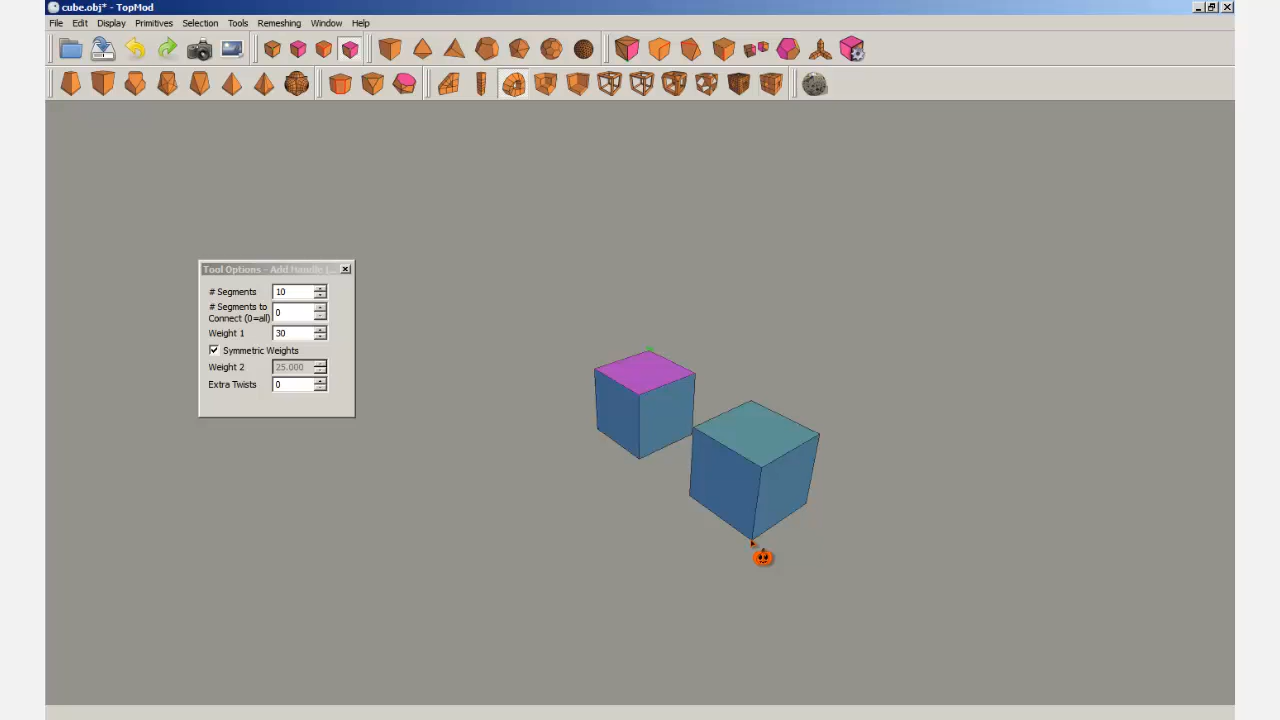 cube.obj* - TopMod
File Edit Display Primitives Selection Tools Remeshing Window Help
Tool Options - Add Handle (...
# Segments 10
# Segments to
Connect (0=all) 0
Weight 1 30
Symmetric Weights
Weight 2 25.000
Extra Twists 0